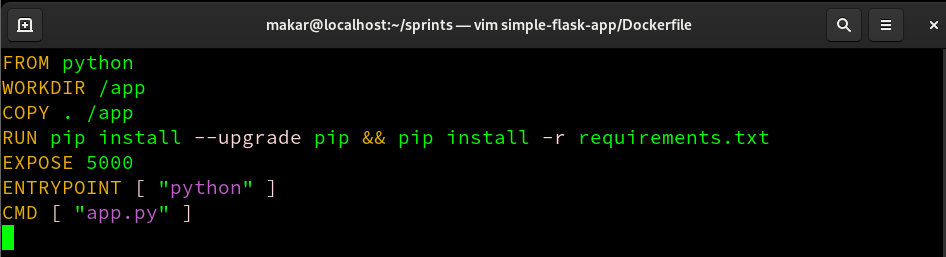 makar@localhost:~/sprints — vim simple-flask-app/Dockerfile
FROM python
WORKDIR /app
COPY . /app
RUN pip install --upgrade pip && pip install -r requirements.txt
EXPOSE 5000
ENTRYPOINT [ "python" ]
CMD [ "app.py" ]